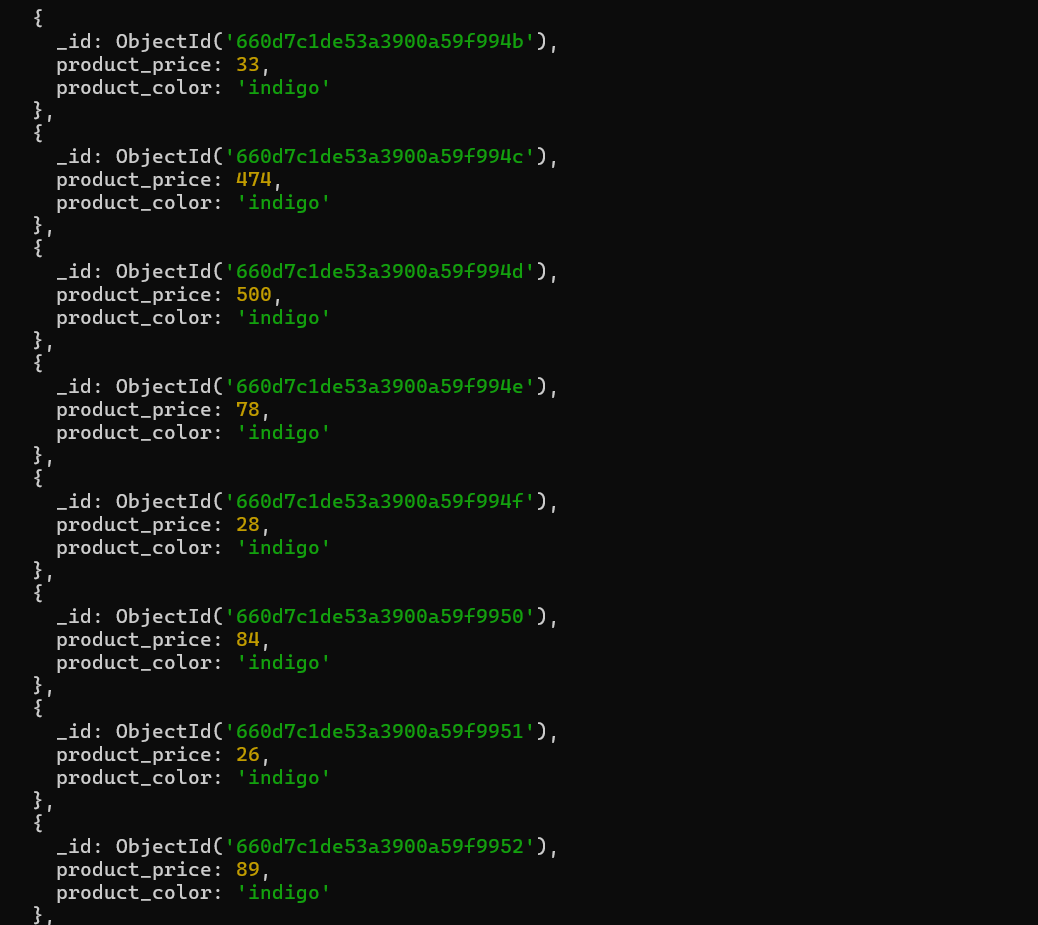 {
_id: ObjectId('660d7c1de53a3900a59f994b'),
product_price: 33,
product_color: 'indigo'
},
{
_id: ObjectId('660d7c1de53a3900a59f994c'),
product_price: 474,
product_color: 'indigo'
},
{
_id: ObjectId('660d7c1de53a3900a59f994d'),
product_price: 500,
product_color: 'indigo'
},
{
_id: ObjectId('660d7c1de53a3900a59f994e'),
product_price: 78,
product_color: 'indigo'
},
{
_id: ObjectId('660d7c1de53a3900a59f994f'),
product_price: 28,
product_color: 'indigo'
},
{
_id: ObjectId('660d7c1de53a3900a59f9950'),
product_price: 84,
product_color: 'indigo'
},
{
_id: ObjectId('660d7c1de53a3900a59f9951'),
product_price: 26,
product_color: 'indigo'
},
{
_id: ObjectId('660d7c1de53a3900a59f9952'),
product_price: 89,
product_color: 'indigo'
},